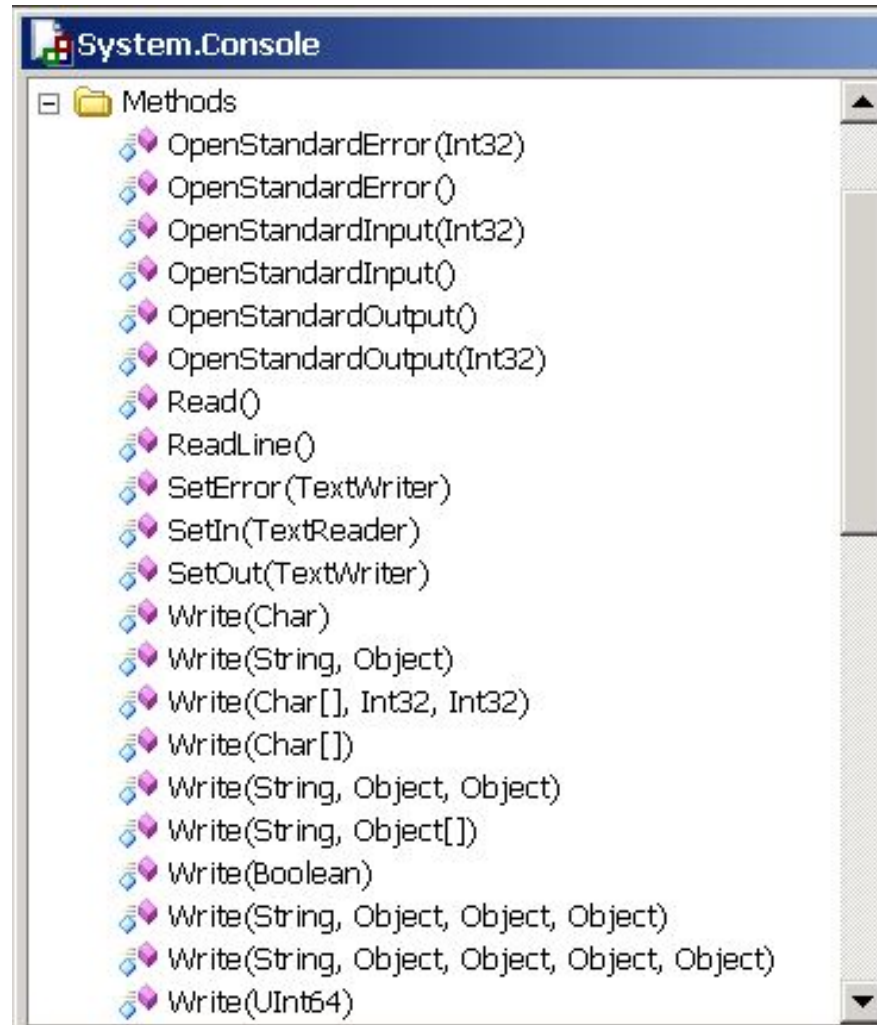 System.Console
Methods
OpenStandardError(Int32)
OpenStandardError()
OpenStandardInput(Int32)
OpenStandardInput()
OpenStandardOutput()
OpenStandardOutput(Int32)
Read()
ReadLine()
SetError(TextWriter)
SetIn(TextReader)
SetOut(TextWriter)
Write(Char)
Write(String, Object)
Write(Char[], Int32, Int32)
Write(Char[])
Write(String, Object, Object)
Write(String, Object[])
Write(Boolean)
Write(String, Object, Object, Object)
Write(String, Object, Object, Object, Object)
Write(UInt64)